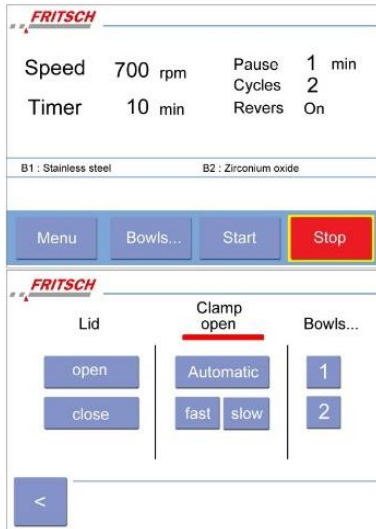 FRITSCH
Speed 700 rpm Pause 1 min
Cycles 2
Timer 10 min Revers On
B1 : Stainless steel B2 : Zirconium oxide
Menu Bowls... Start Stop
FRITSCH
Lid Clamp open Bowls...
open Automatic 1
close fast slow 2
<